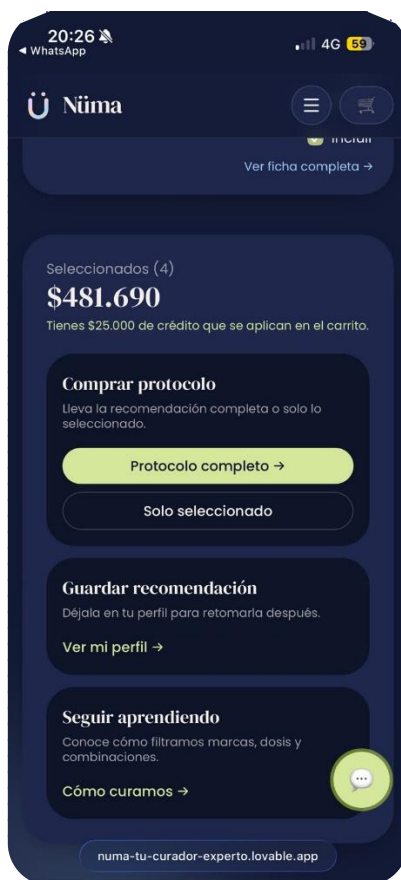 20:26
4G 59
◄ WhatsApp
Nüma
Incluir
Ver ficha completa →
Seleccionados (4)
$481.690
Tienes $25.000 de crédito que se aplican en el carrito.
Comprar protocolo
Lleva la recomendación completa o solo lo
seleccionado.
Protocolo completo →
Solo seleccionado
Guardar recomendación
Déjala en tu perfil para retomarla después.
Ver mi perfil →
Seguir aprendiendo
Conoce cómo filtramos marcas, dosis y
combinaciones.
Cómo curamos →
numa-tu-curador-experto.lovable.app